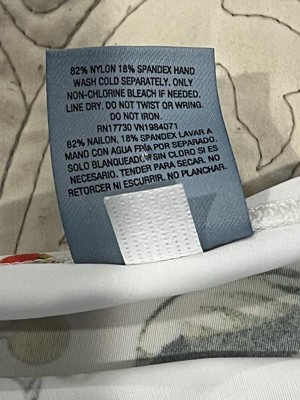 82% NYLON 18% SPANDEX HAND
WASH COLD SEPARATELY. ONLY
NON-CHLORINE BLEACH IF NEEDED.
LINE DRY. DO NOT TWIST OR WRING.
DO NOT IRON.
RN17730 VN1984071
82% NAILON, 18% SPANDEX LAVAR A
MANO CON AGUA FRIA POR SEPARADO.
SOLO BLANQUEADOR SIN CLORO SI ES
NECESARIO. TENDER PARA SECAR. NO
RETORCER NI ESCURRIR. NO PLANCHAR.